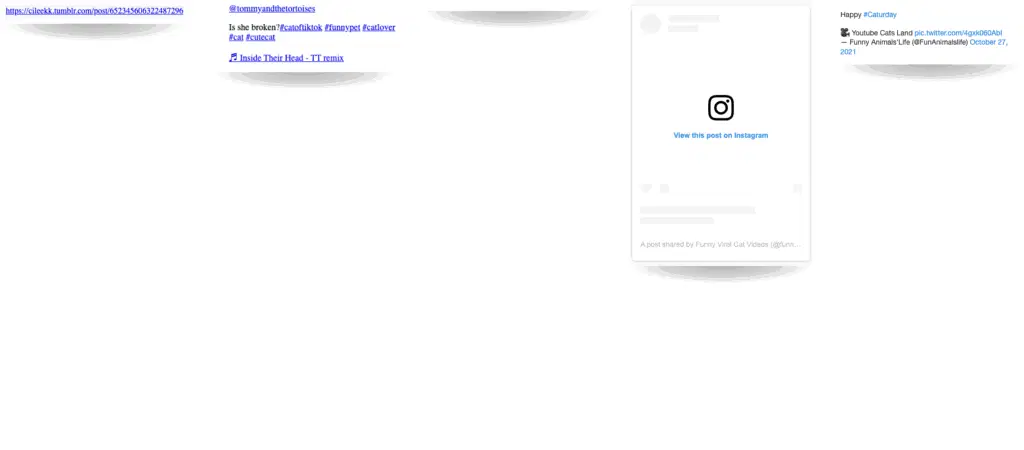 https://cileekk.tumblr.com/post/652345606322487296
@tommyandthetortoises
Is she broken?#catoftiktok #funnypet #catlover
#cat #cutecat
🎵 Inside Their Head - TT remix
View this post on Instagram
A post shared by Funny Viral Cat Videos (@funn...
Happy #Caturday
🎥 Youtube Cats Land pic.twitter.com/4gxk060AbI
— Funny Animals'Life (@FunAnimalslife) October 27,
2021